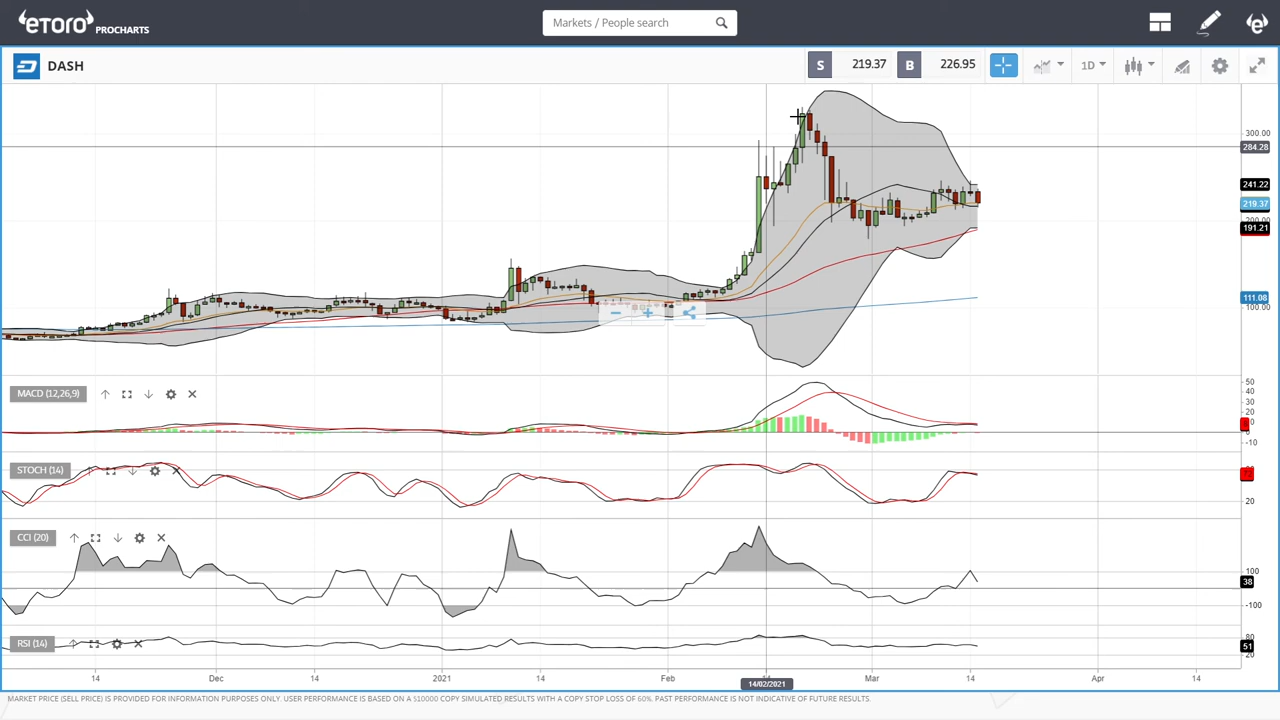 eToro PROCHARTS
Markets / People search
DASH
S 219.37 B 226.95 1D
300.00
284.28
241.22
219.37
200.00
191.21
111.08
100.00
MACD (12,26,9)
50
40
30
20
10
0
-10
STOCH (14)
20
CCI (20)
100
38
-100
RSI (14)
80
51
20
14 Dec 14 2021 14 Feb Mar 14 Apr 14
14/02/2021
MARKET PRICE (SELL PRICE) IS PROVIDED FOR INFORMATION PURPOSES ONLY. USER PERFORMANCE IS BASED ON A $10000 COPY SIMULATED RESULTS WITH A COPY STOP LOSS OF 60%. PAST PERFORMANCE IS NOT INDICATIVE OF FUTURE RESULTS.